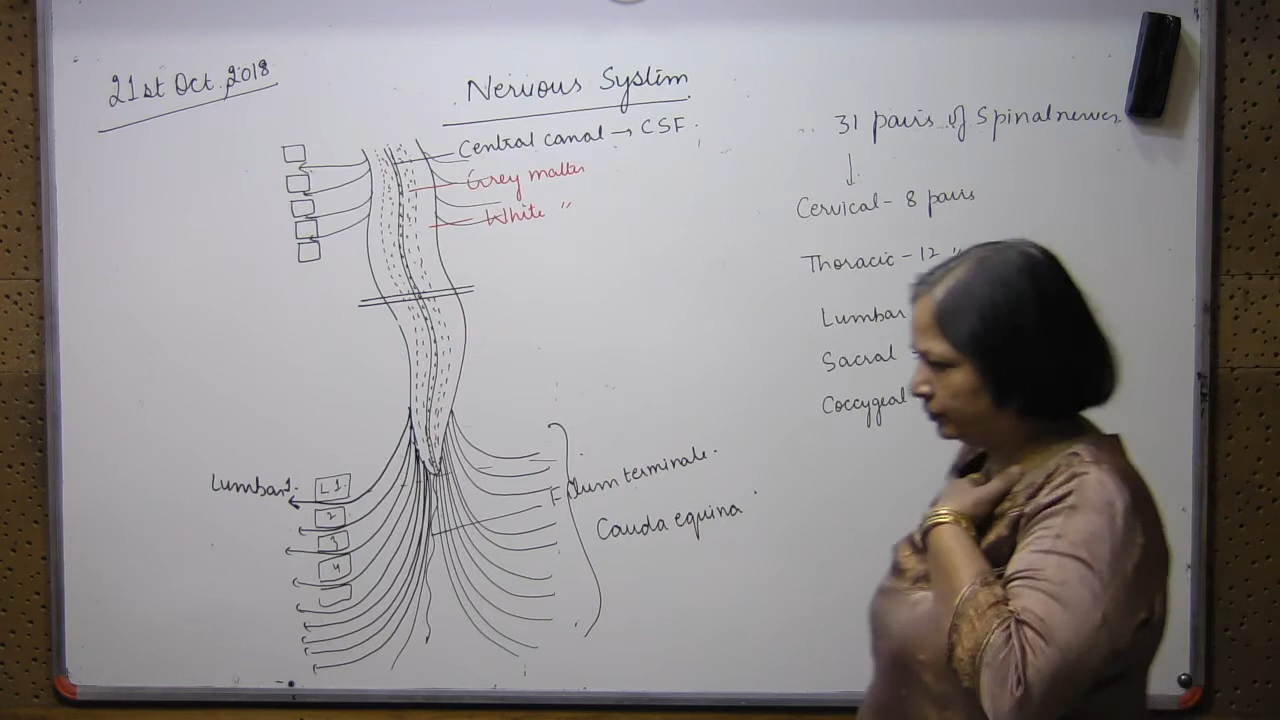 21st Oct 2018
Nervous System
Central canal → CSF.
Grey matter
White "
31 pairs of Spinal nerves
Cervical - 8 pairs
Thoracic - 12 "
Lumbar
Sacral
Coccygeal
Lumbar 1.
L1
2
3
4
Filum terminale.
Cauda equina